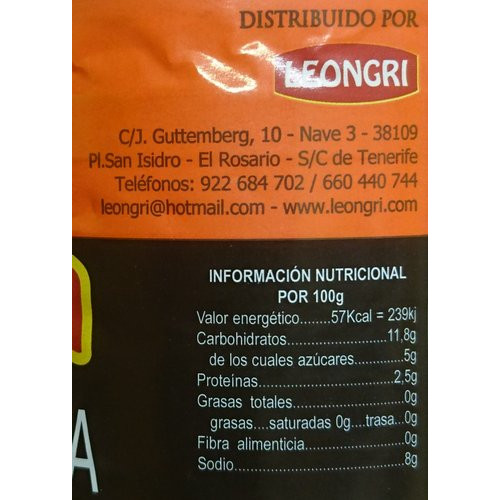 DISTRIBUIDO POR
LEONGRI
C/J. Guttemberg, 10 - Nave 3 - 38109
Pl.San Isidro - El Rosario - S/C de Tenerife
Teléfonos: 922 684 702 / 660 440 744
leongri@hotmail.com - www.leongri.com
INFORMACIÓN NUTRICIONAL
POR 100g
Valor energético.......57Kcal = 239kj
Carbohidratos.......................11,8g
de los cuales azúcares...........5g
Proteínas...............................2,5g
Grasas totales.........................0g
grasas....saturadas 0g....trasa...0g
Fibra alimenticia.......................0g
Sodio.......................................8g
A